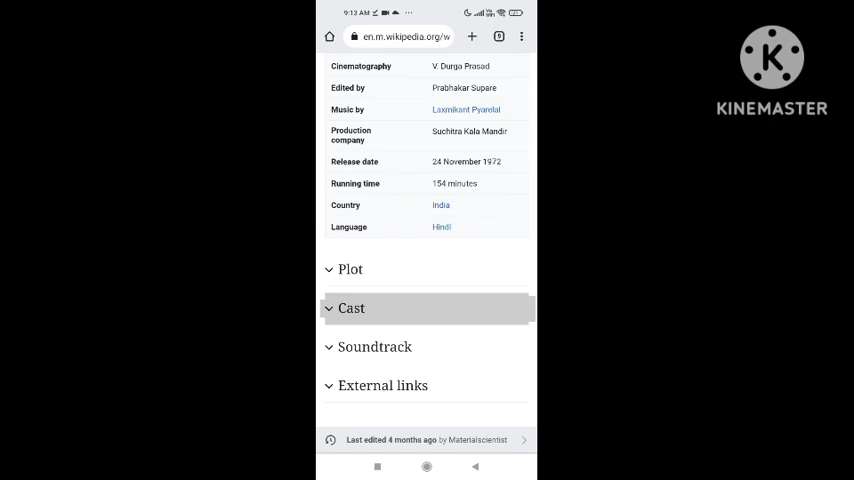 9:13 AM
en.m.wikipedia.org/w
9
Cinematography V. Durga Prasad
Edited by Prabhakar Supare
Music by Laxmikant Pyarelal
Production company Suchitra Kala Mandir
Release date 24 November 1972
Running time 154 minutes
Country India
Language Hindi
Plot
Cast
Soundtrack
External links
Last edited 4 months ago by Materialscientist
K
KINEMASTER